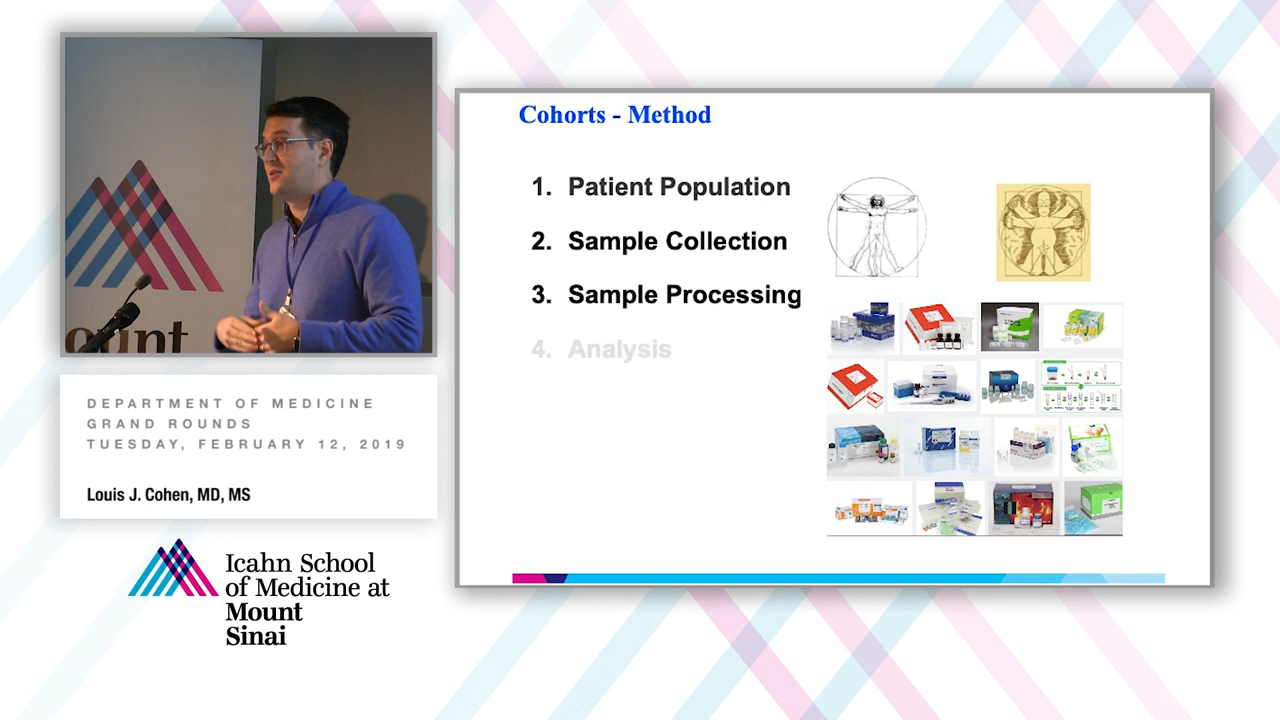 ount
DEPARTMENT OF MEDICINE
GRAND ROUNDS
TUESDAY, FEBRUARY 12, 2019
Louis J. Cohen, MD, MS
Icahn School
of Medicine at
Mount
Sinai
Cohorts - Method
1. Patient Population
2. Sample Collection
3. Sample Processing
4. Analysis